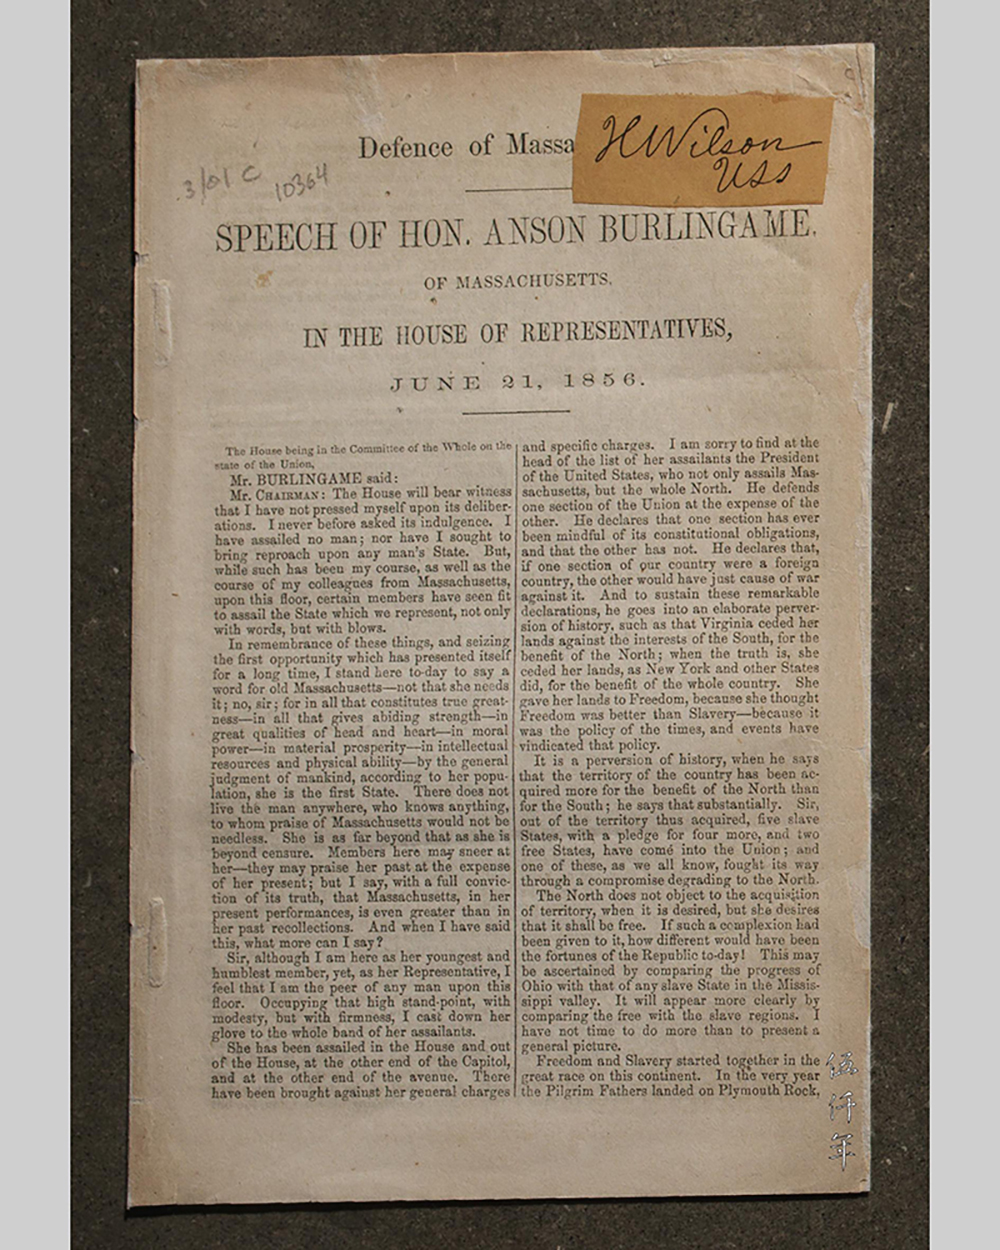 Defence of Massa
H Wilson
USS
3/01 C
10364
SPEECH OF HON. ANSON BURLINGAME,
OF MASSACHUSETTS,
IN THE HOUSE OF REPRESENTATIVES,
JUNE 21, 1856.
The House being in the Committee of the Whole on the
state of the Union,
Mr. BURLINGAME said:
Mr. CHAIRMAN: The House will bear witness
that I have not pressed myself upon its deliber-
ations. I never before asked its indulgence. I
have assailed no man; nor have I sought to
bring reproach upon any man's State. But,
while such has been my course, as well as the
course of my colleagues from Massachusetts,
upon this floor, certain members have seen fit
to assail the State which we represent, not only
with words, but with blows.
In remembrance of these things, and seizing
the first opportunity which has presented itself
for a long time, I stand here to-day to say a
word for old Massachusetts—not that she needs
it; no, sir; for in all that constitutes true great-
ness—in all that gives abiding strength—in
great qualities of head and heart—in moral
power—in material prosperity—in intellectual
resources and physical ability—by the general
judgment of mankind, according to her popu-
lation, she is the first State. There does not
live the man anywhere, who knows anything,
to whom praise of Massachusetts would not be
needless. She is as far beyond that as she is
beyond censure. Members here may sneer at
her—they may praise her past at the expense
of her present; but I say, with a full convic-
tion of its truth, that Massachusetts, in her
present performances, is even greater than in
her past recollections. And when I have said
this, what more can I say?
Sir, although I am here as her youngest and
humblest member, yet, as her Representative, I
feel that I am the peer of any man upon this
floor. Occupying that high stand-point, with
modesty, but with firmness, I cast down her
glove to the whole band of her assailants.
She has been assailed in the House and out
of the House, at the other end of the Capitol,
and at the other end of the avenue. There
have been brought against her general charges
and specific charges. I am sorry to find at the
head of the list of her assailants the President
of the United States, who not only assails Mas-
sachusetts, but the whole North. He defends
one section of the Union at the expense of the
other. He declares that one section has ever
been mindful of its constitutional obligations,
and that the other has not. He declares that,
if one section of our country were a foreign
country, the other would have just cause of war
against it. And to sustain these remarkable
declarations, he goes into an elaborate perver-
sion of history, such as that Virginia ceded her
lands against the interests of the South, for the
benefit of the North; when the truth is, she
ceded her lands, as New York and other States
did, for the benefit of the whole country. She
gave her lands to Freedom, because she thought
Freedom was better than Slavery—because it
was the policy of the times, and events have
vindicated that policy.
It is a perversion of history, when he says
that the territory of the country has been ac-
quired more for the benefit of the North than
for the South; he says that substantially. Sir,
out of the territory thus acquired, five slave
States, with a pledge for four more, and two
free States, have come into the Union; and
one of these, as we all know, fought its way
through a compromise degrading to the North.
The North does not object to the acquisition
of territory, when it is desired, but she desires
that it shall be free. If such a complexion had
been given to it, how different would have been
the fortunes of the Republic to-day! This may
be ascertained by comparing the progress of
Ohio with that of any slave State in the Missis-
sippi valley. It will appear more clearly by
comparing the free with the slave regions. I
have not time to do more than to present a
general picture.
Freedom and Slavery started together in the
great race on this continent. In the very year
the Pilgrim Fathers landed on Plymouth Rock,
伍
仟
年